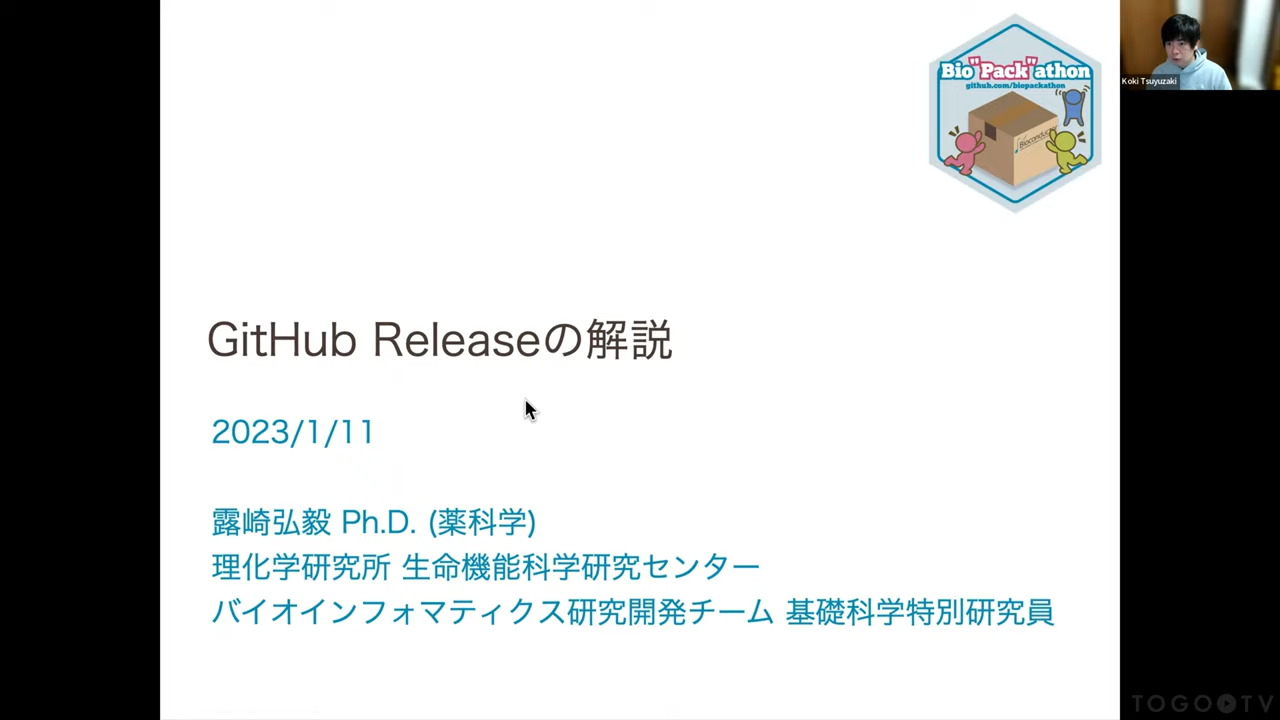 Bio"Pack"athon
github.com/biopackathon
Bioconductor
Koki Tsuyuzaki
GitHub Releaseの解説
2023/1/11
露崎弘毅 Ph.D. (薬科学)
理化学研究所 生命機能科学研究センター
バイオインフォマティクス研究開発チーム 基礎科学特別研究員
TOGO TV